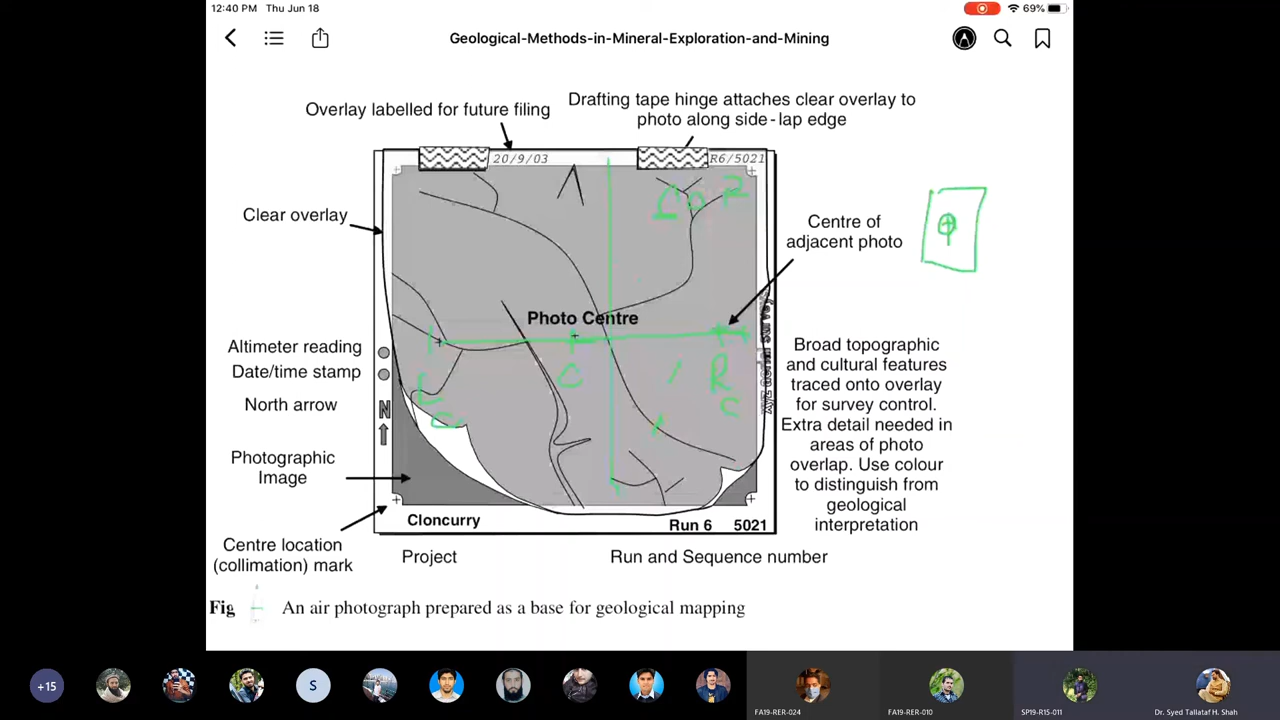 12:40 PM Thu Jun 18
69%
Geological-Methods-in-Mineral-Exploration-and-Mining
Overlay labelled for future filing
Drafting tape hinge attaches clear overlay to
photo along side-lap edge
20/9/03
R6/5021
Clear overlay
Centre of
adjacent photo
Photo Centre
Altimeter reading
Date/time stamp
North arrow
N
Photographic
Image
Centre location
(collimation) mark
C
L
C
R
C
Broad topographic
and cultural features
traced onto overlay
for survey control.
Extra detail needed in
areas of photo
overlap. Use colour
to distinguish from
geological
interpretation
Cloncurry
Run 6 5021
Project
Run and Sequence number
Fig An air photograph prepared as a base for geological mapping
+15
S
FA19-RER-024
FA19-RER-010
SP19-R15-011
Dr. Syed Tallataf H. Shah